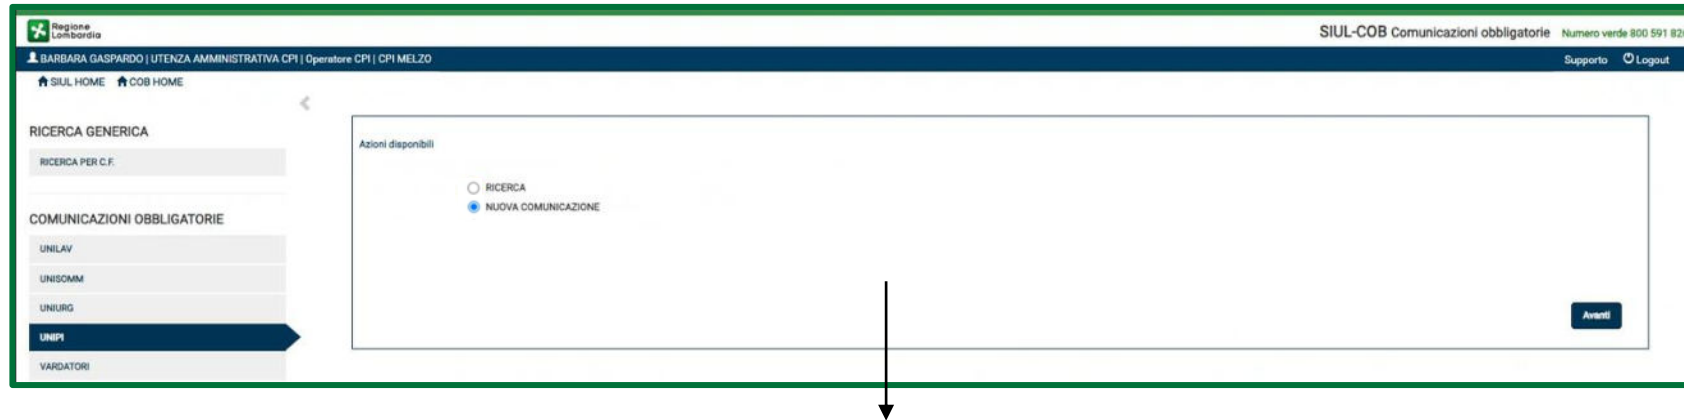 Regione
Lombardia
SIUL-COB Comunicazioni obbligatorie Numero verde 800 591 826
BARBARA GASPARDO | UTENZA AMMINISTRATIVA CPI | Operatore CPI | CPI MELZO
Supporto Logout
SIUL HOME COB HOME
RICERCA GENERICA
RICERCA PER C.F.
COMUNICAZIONI OBBLIGATORIE
UNILAV
UNISOMM
UNIURG
UNIPI
VARDATORI
Azioni disponibili
RICERCA
NUOVA COMUNICAZIONE
Avanti